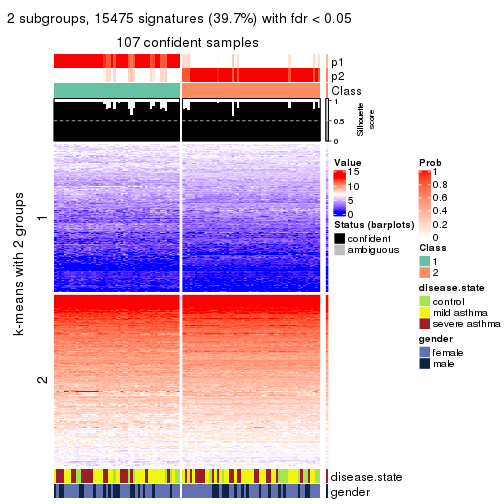 2 subgroups, 15475 signatures (39.7%) with fdr < 0.05
107 confident samples
p1
p2
Class
1
0.5
0
Silhouette
score
k-means with 2 groups
1
2
disease.state
gender
Value
15
10
5
0
Status (barplots)
confident
ambiguous
Prob
1
0.8
0.6
0.4
0.2
0
Class
1
2
disease.state
control
mild asthma
severe asthma
gender
female
male